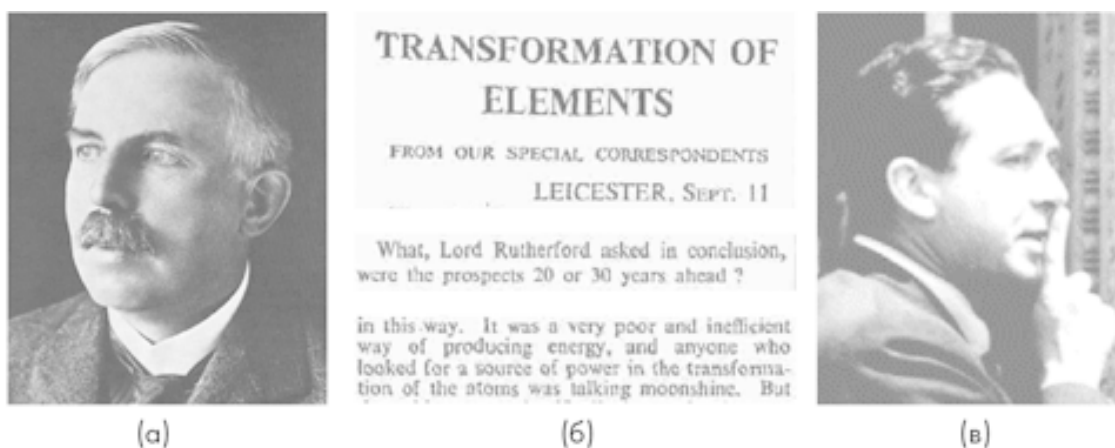 TRANSFORMATION OF
ELEMENTS
FROM OUR SPECIAL CORRESPONDENTS
LEICESTER, SEPT. 11
What, Lord Rutherford asked in conclusion,
were the prospects 20 or 30 years ahead ?
in this way. It was a very poor and inefficient
way of producing energy, and anyone who
looked for a source of power in the transforma-
tion of the atoms was talking moonshine. But
(а)
(б)
(в)